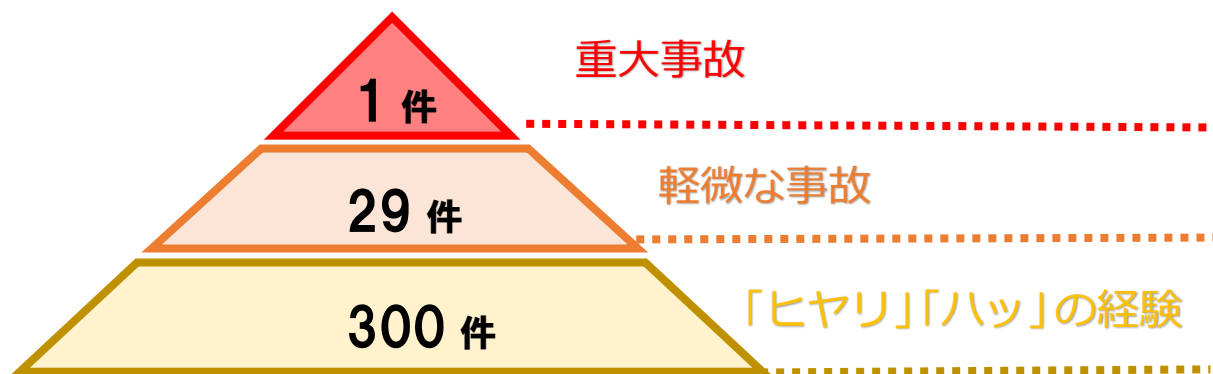 1 件
重大事故
29 件
軽微な事故
300 件
「ヒヤリ」「ハッ」の経験